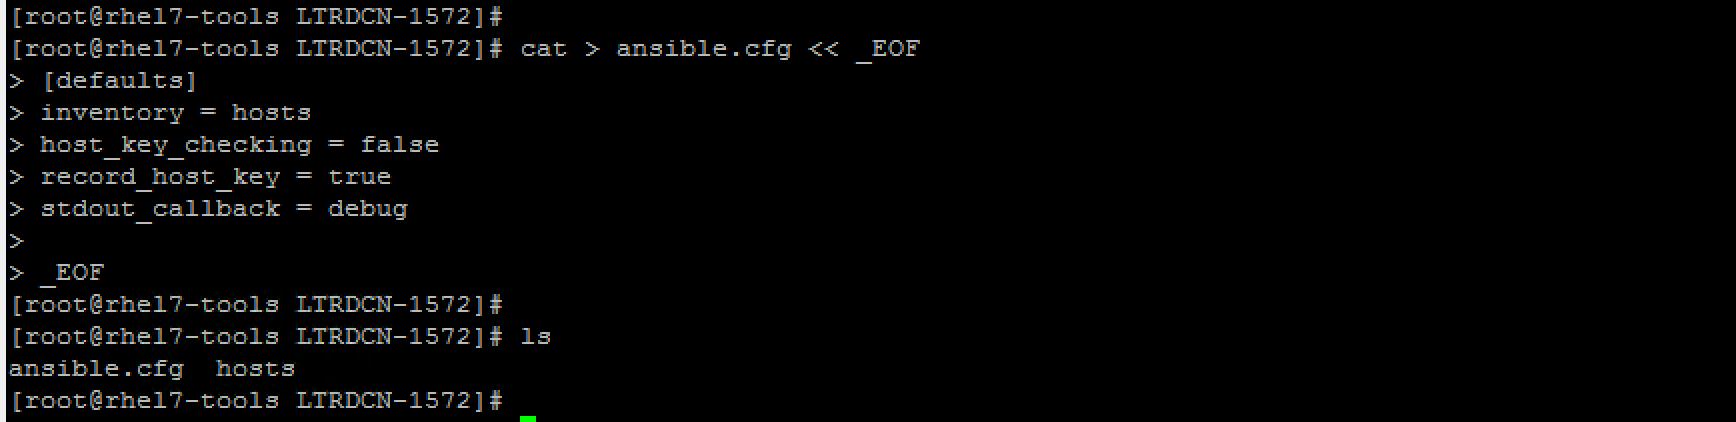 [root@rhel7-tools LTRDCN-1572]#
[root@rhel7-tools LTRDCN-1572]# cat > ansible.cfg << _EOF
> [defaults]
> inventory = hosts
> host_key_checking = false
> record_host_key = true
> stdout_callback = debug
>
> _EOF
[root@rhel7-tools LTRDCN-1572]#
[root@rhel7-tools LTRDCN-1572]# ls
ansible.cfg  hosts
[root@rhel7-tools LTRDCN-1572]#